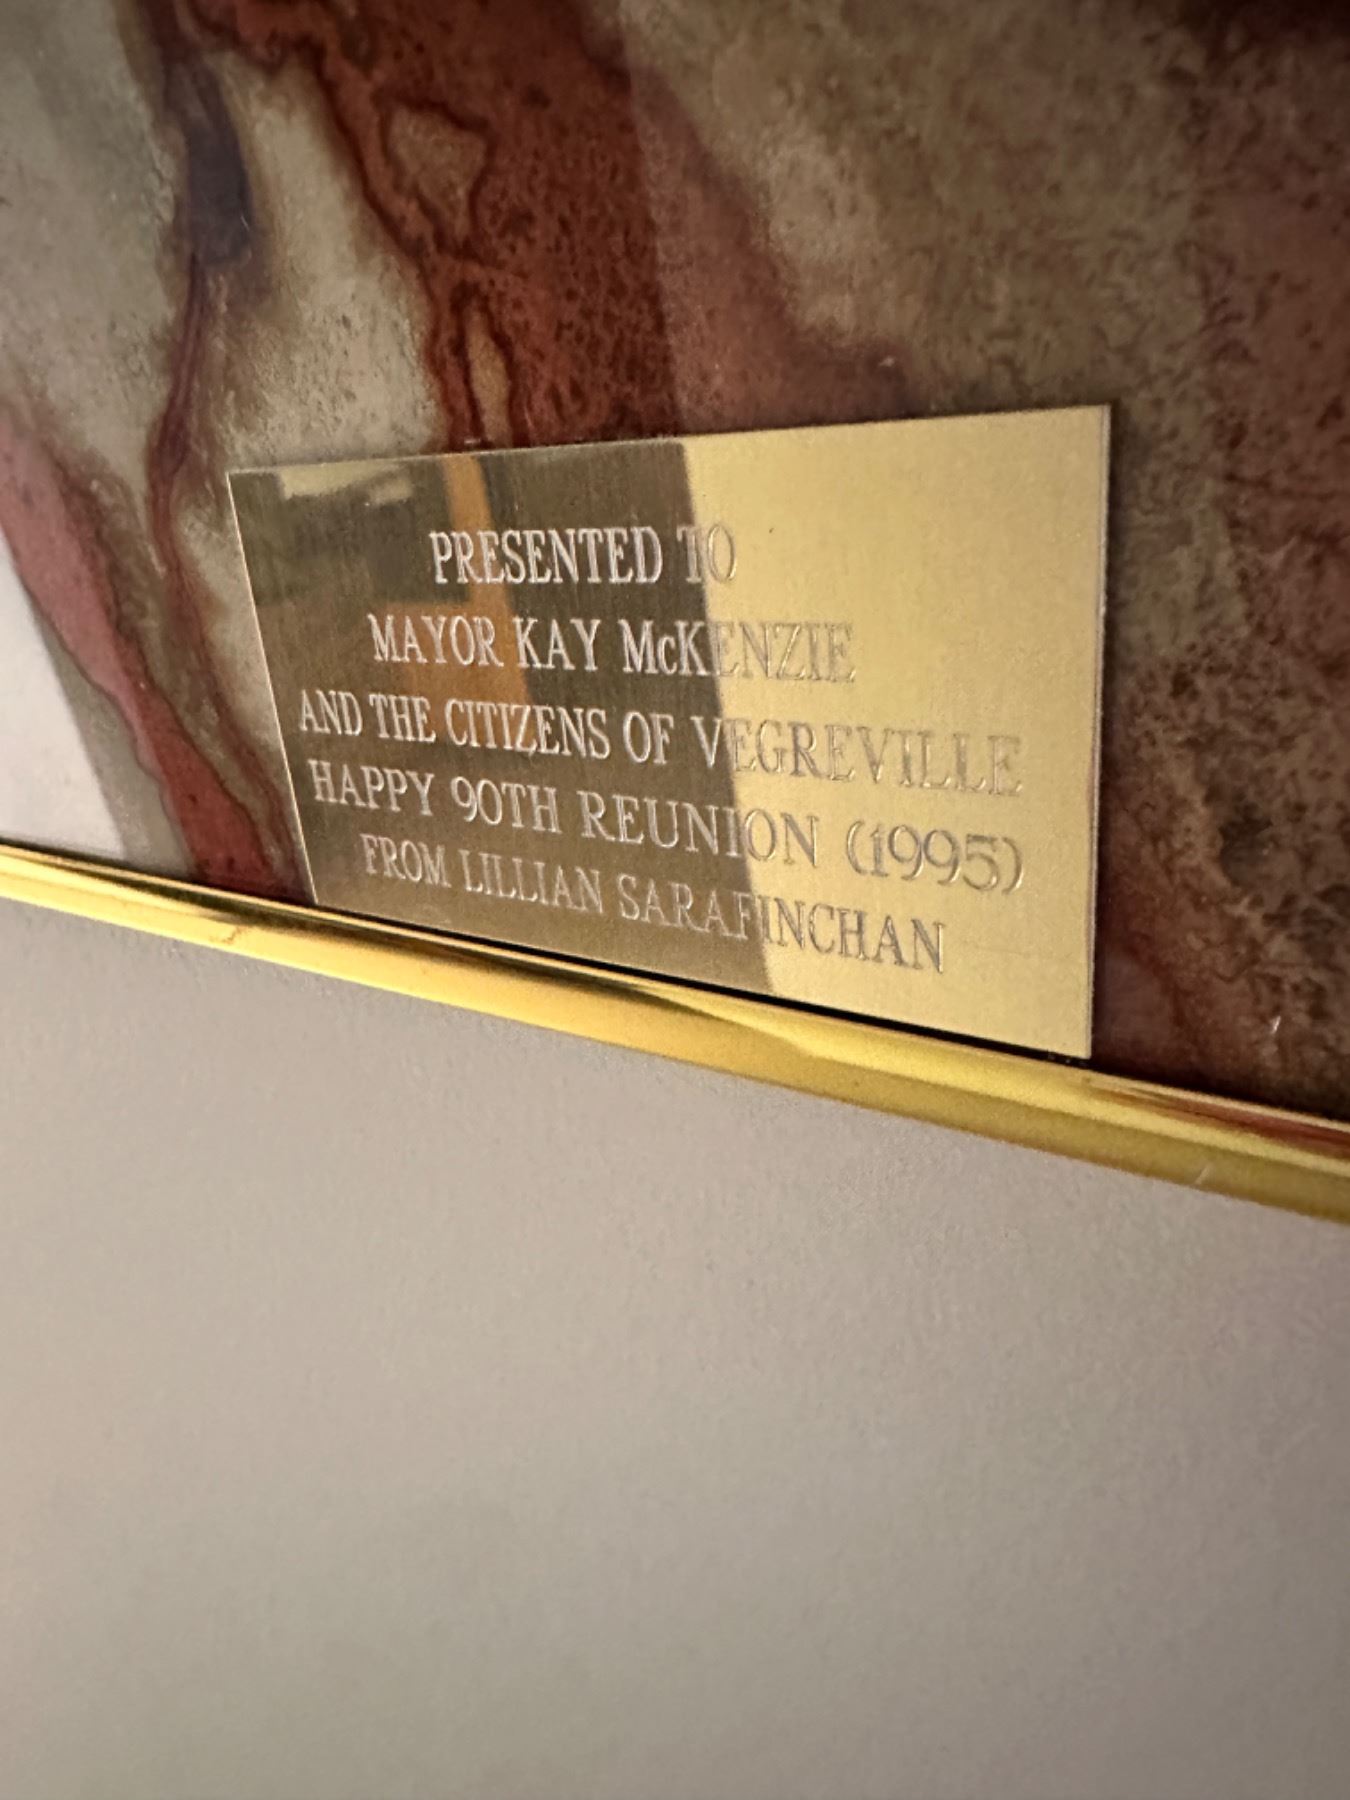 PRESENTED TO
MAYOR KAY McKENZIE
AND THE CITIZENS OF VEGREVILLE
HAPPY 90TH REUNION (1995)
FROM LILLIAN SARAFINCHAN